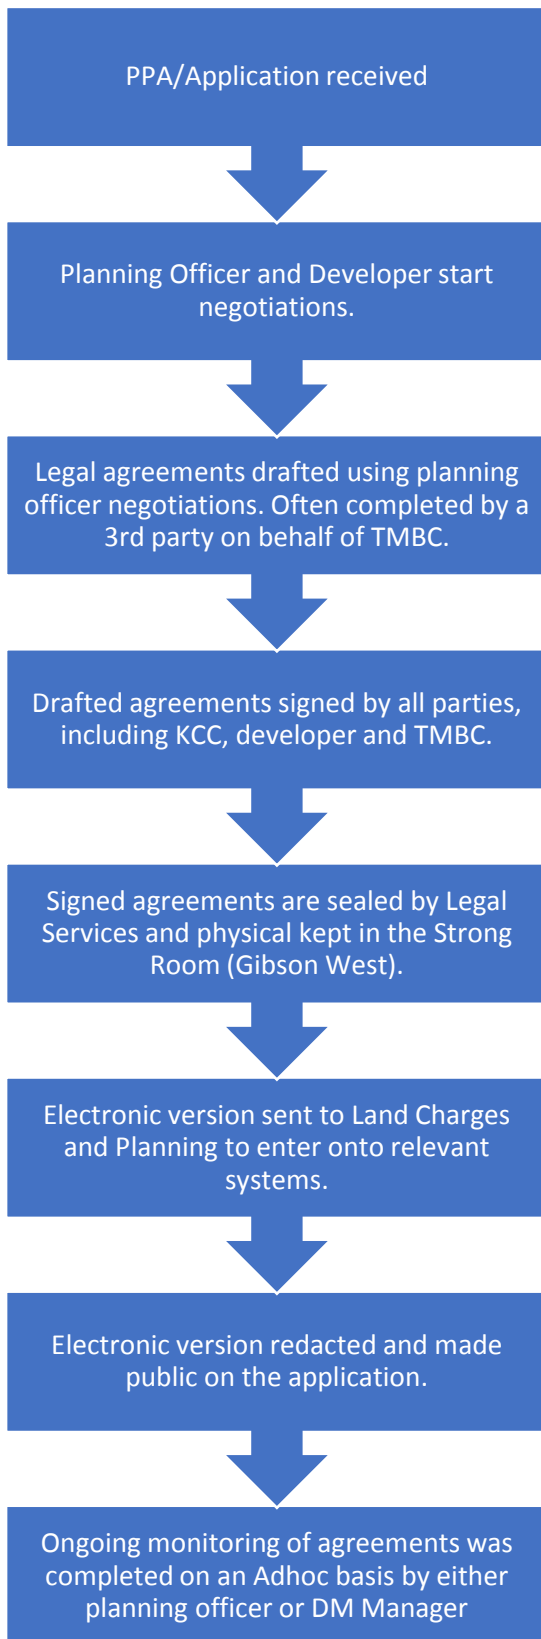 PPA/Application received
Planning Officer and Developer start
negotiations.
Legal agreements drafted using planning
officer negotiations. Often completed by a
3rd party on behalf of TMBC.
Drafted agreements signed by all parties,
including KCC, developer and TMBC.
Signed agreements are sealed by Legal
Services and physical kept in the Strong
Room (Gibson West).
Electronic version sent to Land Charges
and Planning to enter onto relevant
systems.
Electronic version redacted and made
public on the application.
Ongoing monitoring of agreements was
completed on an Adhoc basis by either
planning officer or DM Manager